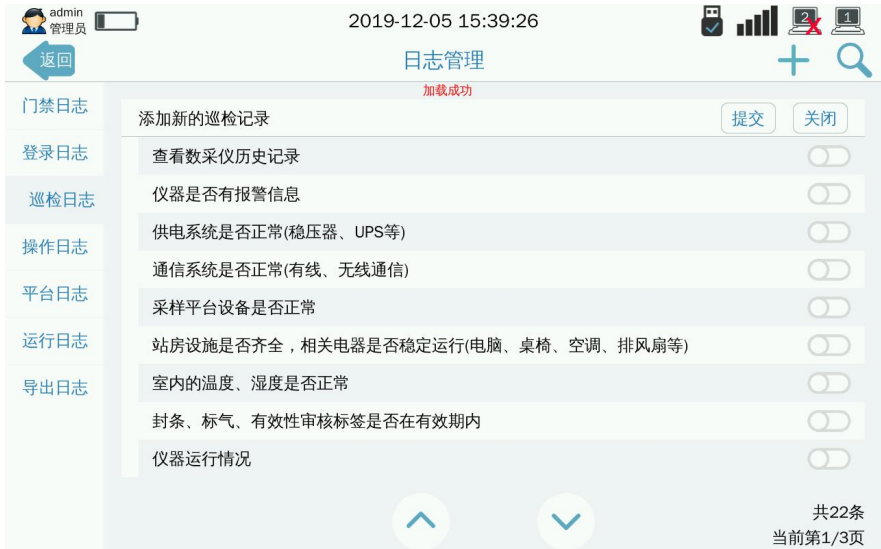 admin
管理员
2019-12-05 15:39:26
2
1
返回
日志管理
加载成功
门禁日志
登录日志
巡检日志
操作日志
平台日志
运行日志
导出日志
添加新的巡检记录
提交
关闭
查看数采仪历史记录
仪器是否有报警信息
供电系统是否正常(稳压器、UPS等)
通信系统是否正常(有线、无线通信)
采样平台设备是否正常
站房设施是否齐全，相关电器是否稳定运行(电脑、桌椅、空调、排风扇等)
室内的温度、湿度是否正常
封条、标气、有效性审核标签是否在有效期内
仪器运行情况
共22条
当前第1/3页